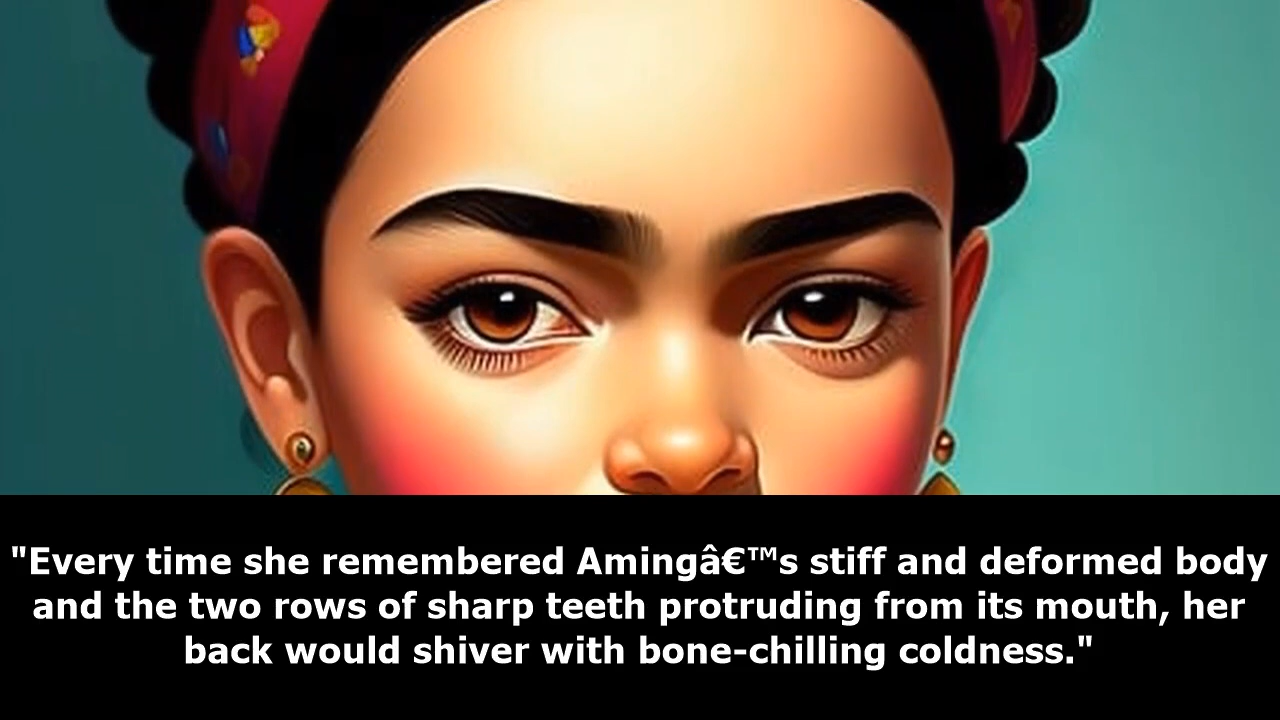 "Every time she remembered Amingâ€™s stiff and deformed body
and the two rows of sharp teeth protruding from its mouth, her
back would shiver with bone-chilling coldness."